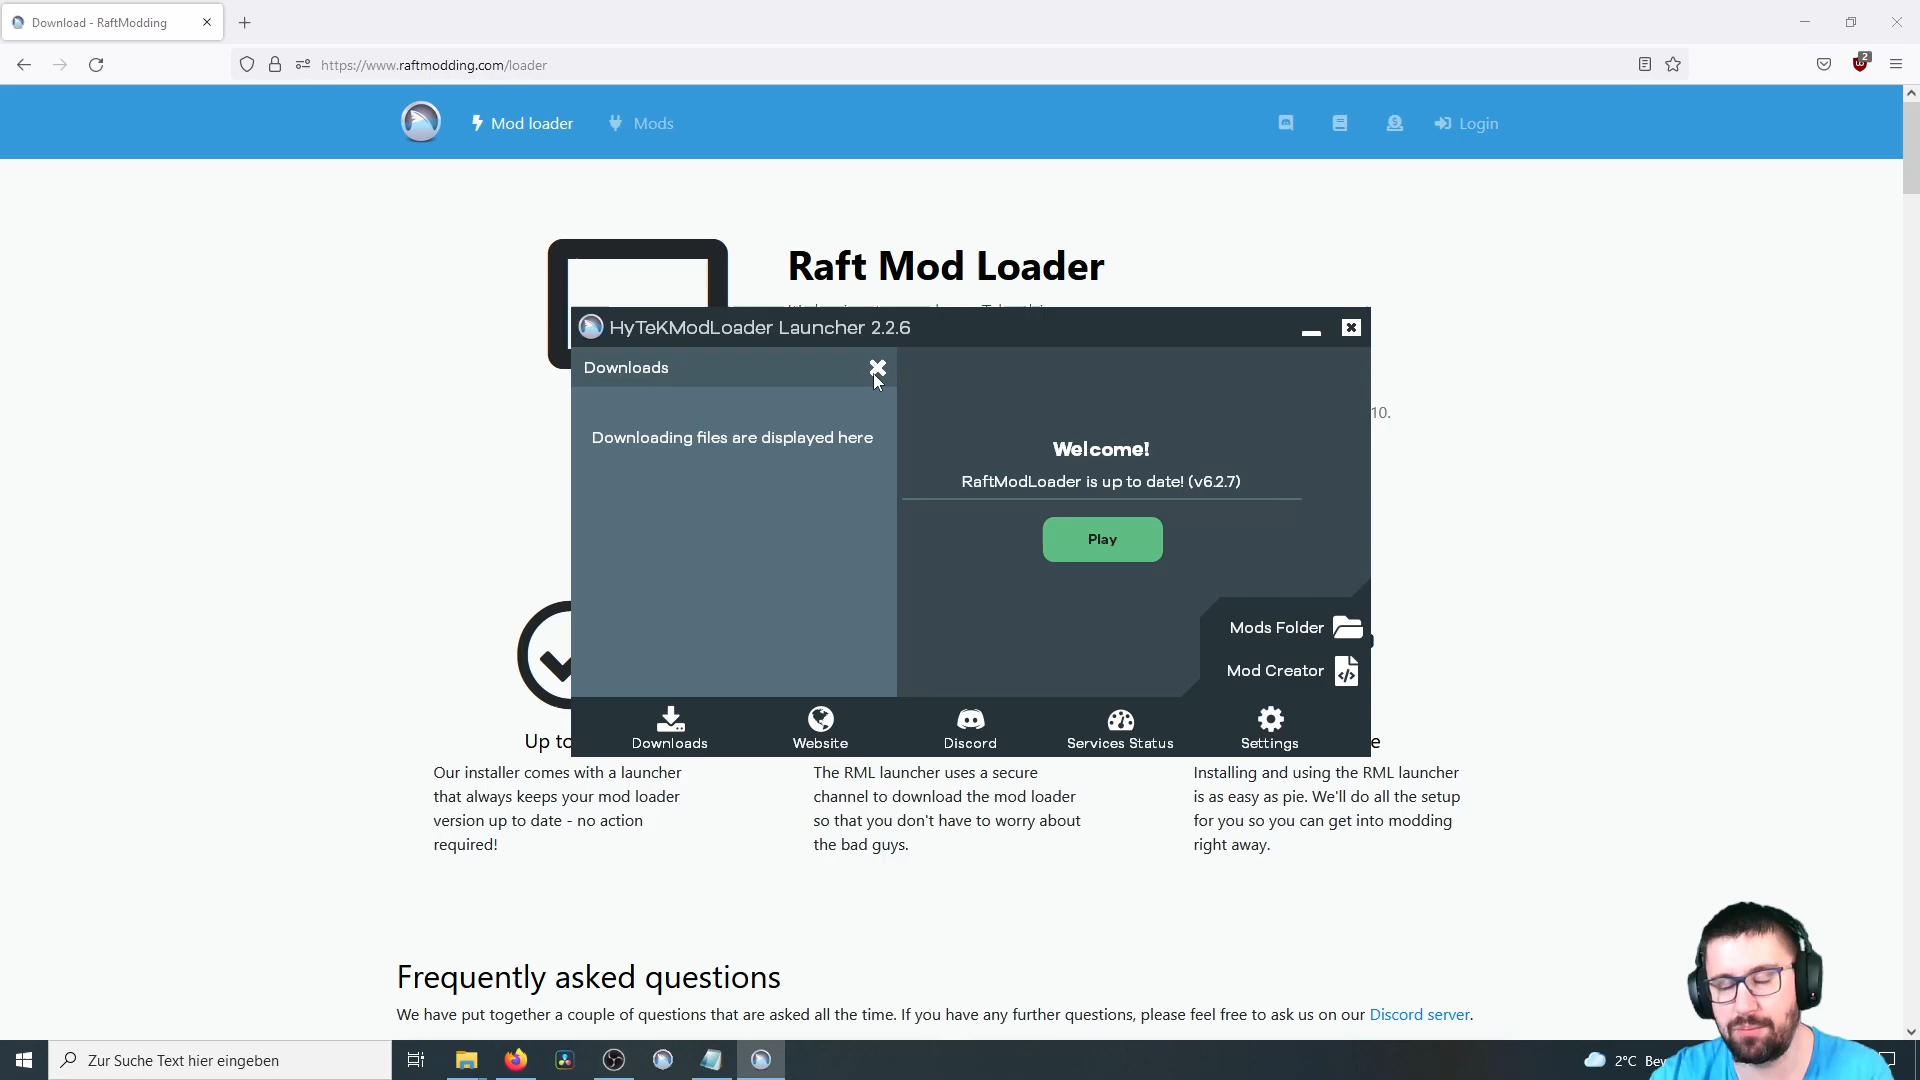 Download - RaftModding
https://www.raftmodding.com/loader
2
Mod loader
Mods
Login
Raft Mod Loader
HyTeKModLoader Launcher 2.2.6
Downloads
10.
Downloading files are displayed here
Welcome!
RaftModLoader is up to date! (v6.2.7)
Play
Mods Folder
Mod Creator
Downloads
Website
Discord
Services Status
Settings
Up to
e
Our installer comes with a launcher
that always keeps your mod loader
version up to date - no action
required!
The RML launcher uses a secure
channel to download the mod loader
so that you don't have to worry about
the bad guys.
Installing and using the RML launcher
is as easy as pie. We'll do all the setup
for you so you can get into modding
right away.
Frequently asked questions
We have put together a couple of questions that are asked all the time. If you have any further questions, please feel free to ask us on our Discord server.
Zur Suche Text hier eingeben
2°C Bew